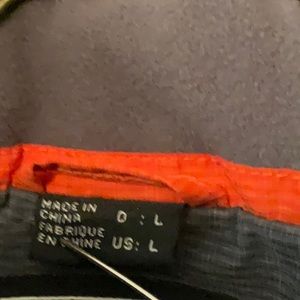 MADE IN
CHINA
FABRIQUE
EN CHINE
D : L
US: L